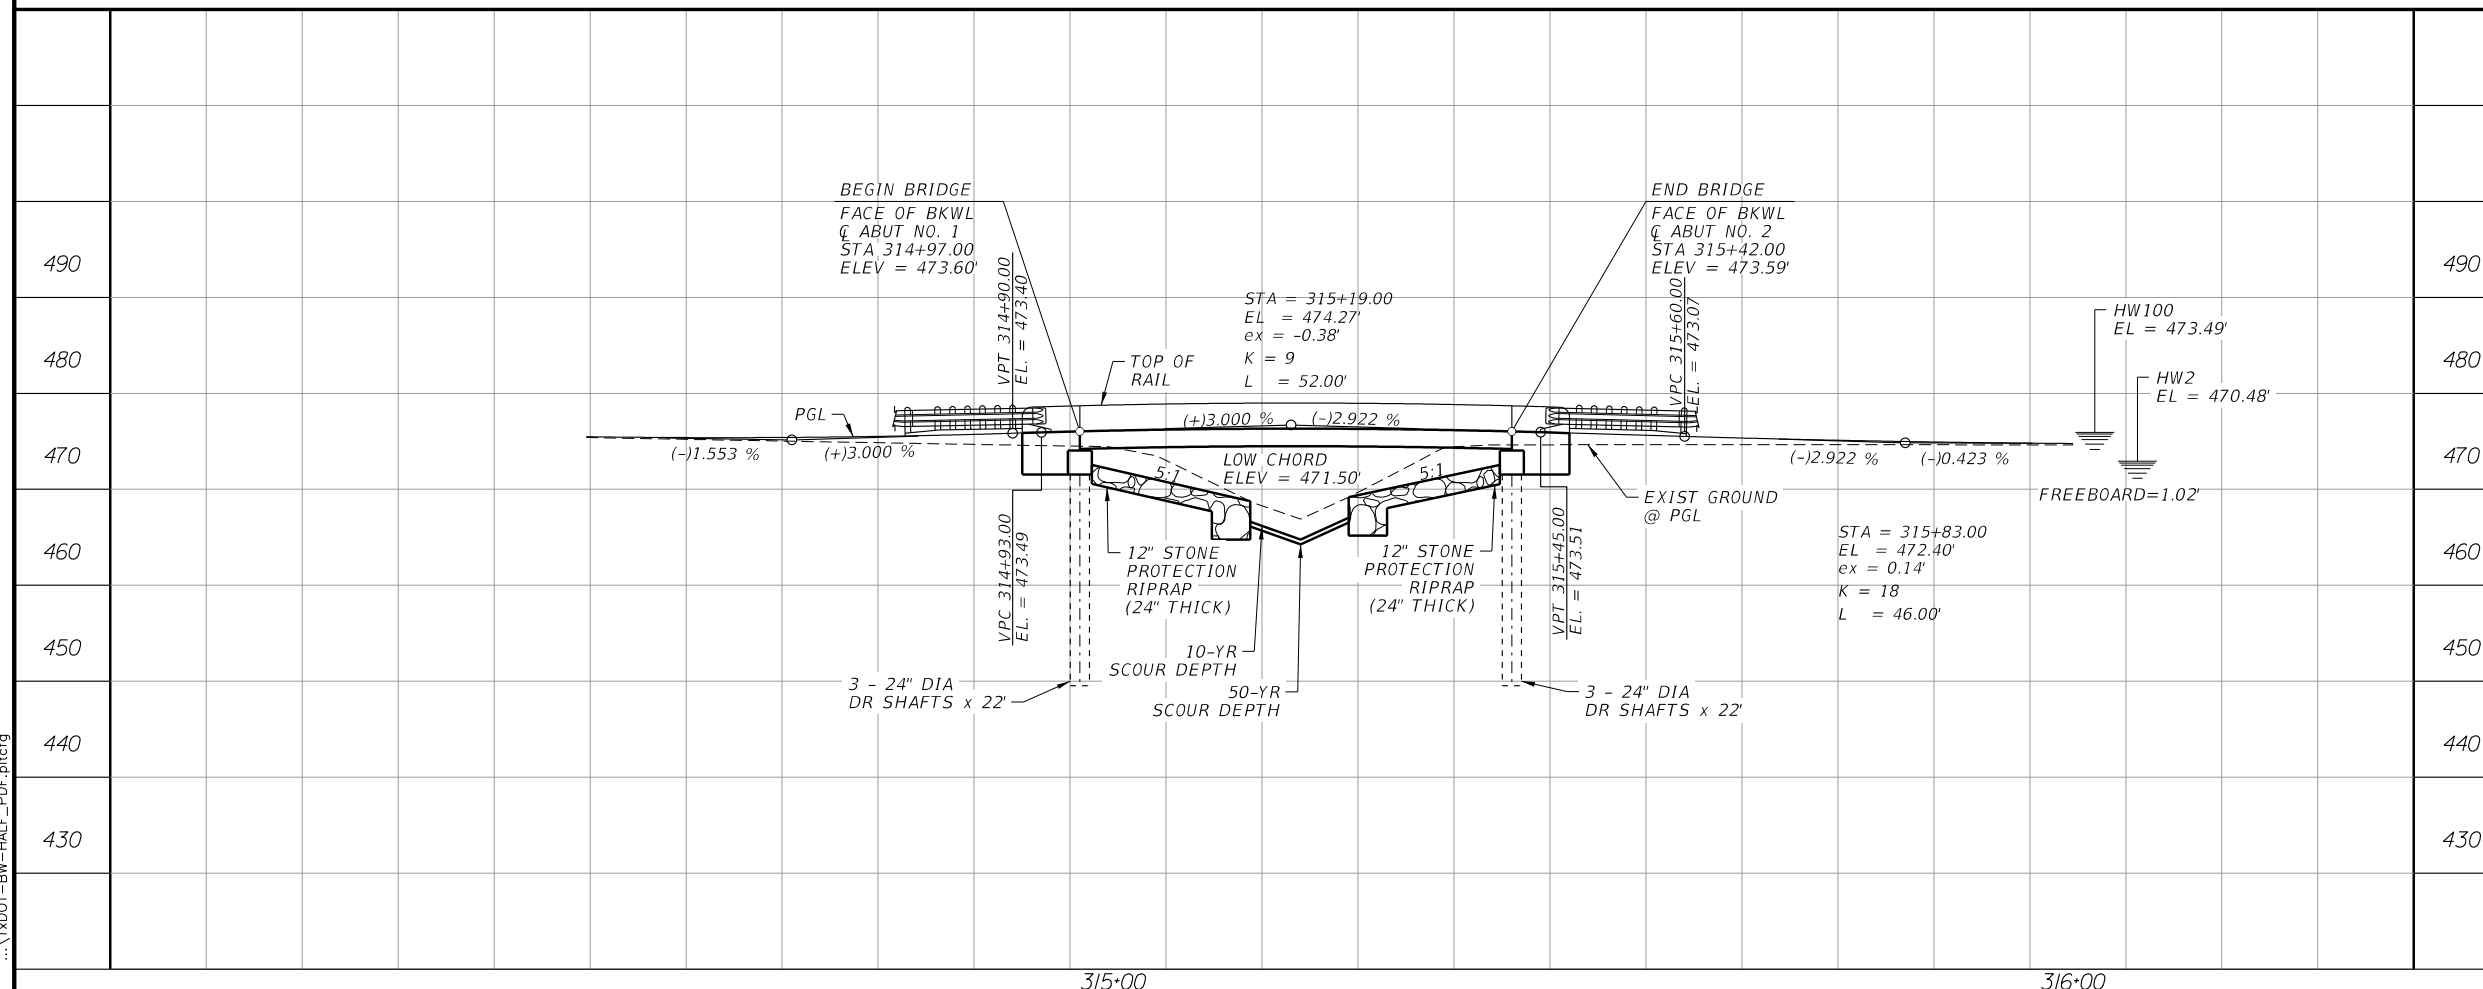 BEGIN BRIDGE
FACE OF BKWL
℄ ABUT NO. 1
STA 314+97.00
ELEV = 473.60'
END BRIDGE
FACE OF BKWL
℄ ABUT NO. 2
STA 315+42.00
ELEV = 473.59'
VPT 314+90.00
EL. = 473.40
STA = 315+19.00
EL = 474.27'
ex = -0.38'
K = 9
L = 52.00'
VPC 315+60.00
EL. = 473.07
HW100
EL = 473.49'
HW2
EL = 470.48'
FREEBOARD=1.02'
TOP OF
RAIL
PGL
(-)1.553 %
(+)3.000 %
(+)3.000 %
(-)2.922 %
(-)2.922 %
(-)0.423 %
LOW CHORD
ELEV = 471.50'
5:1
5:1
EXIST GROUND
@ PGL
VPC 314+93.00
EL. = 473.49
12" STONE
PROTECTION
RIPRAP
(24" THICK)
12" STONE
PROTECTION
RIPRAP
(24" THICK)
VPT 315+45.00
EL. = 473.51
STA = 315+83.00
EL = 472.40'
ex = 0.14'
K = 18
L = 46.00'
10-YR
SCOUR DEPTH
50-YR
SCOUR DEPTH
3 - 24" DIA
DR SHAFTS x 22'
3 - 24" DIA
DR SHAFTS x 22'
490
480
470
460
450
440
430
490
480
470
460
450
440
430
315+00
316+00
...\TxDOT-BW-HALF_PDF.pltcfg